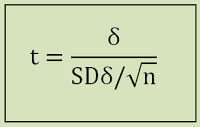 t = δ / SDδ/√n